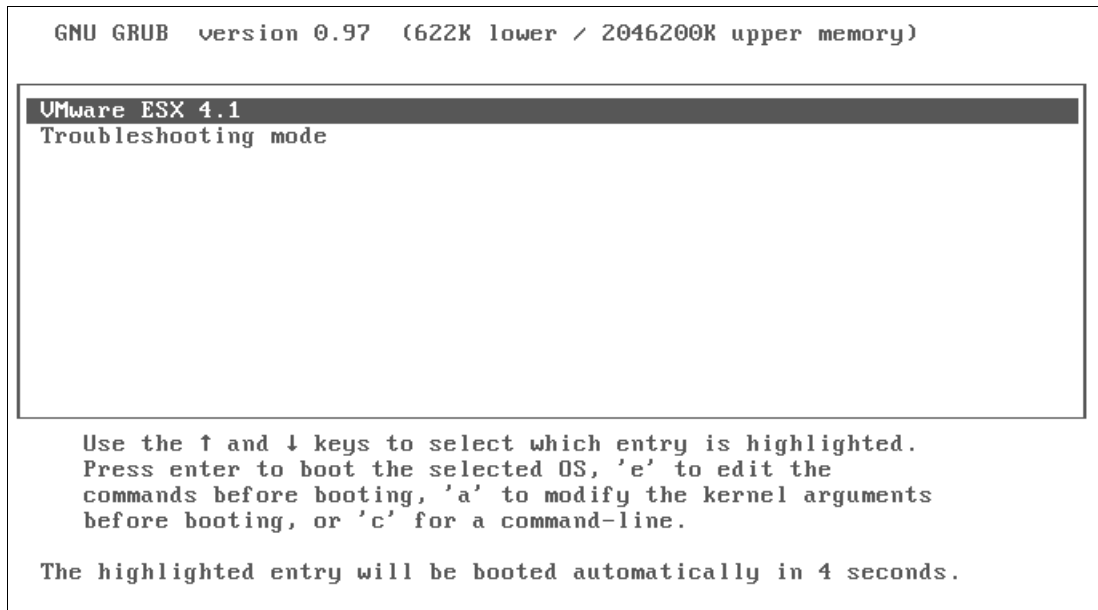 GNU GRUB version 0.97 (622K lower / 2046200K upper memory)
VMware ESX 4.1
Troubleshooting mode
Use the ↑ and ↓ keys to select which entry is highlighted.
Press enter to boot the selected OS, 'e' to edit the
commands before booting, 'a' to modify the kernel arguments
before booting, or 'c' for a command-line.
The highlighted entry will be booted automatically in 4 seconds.